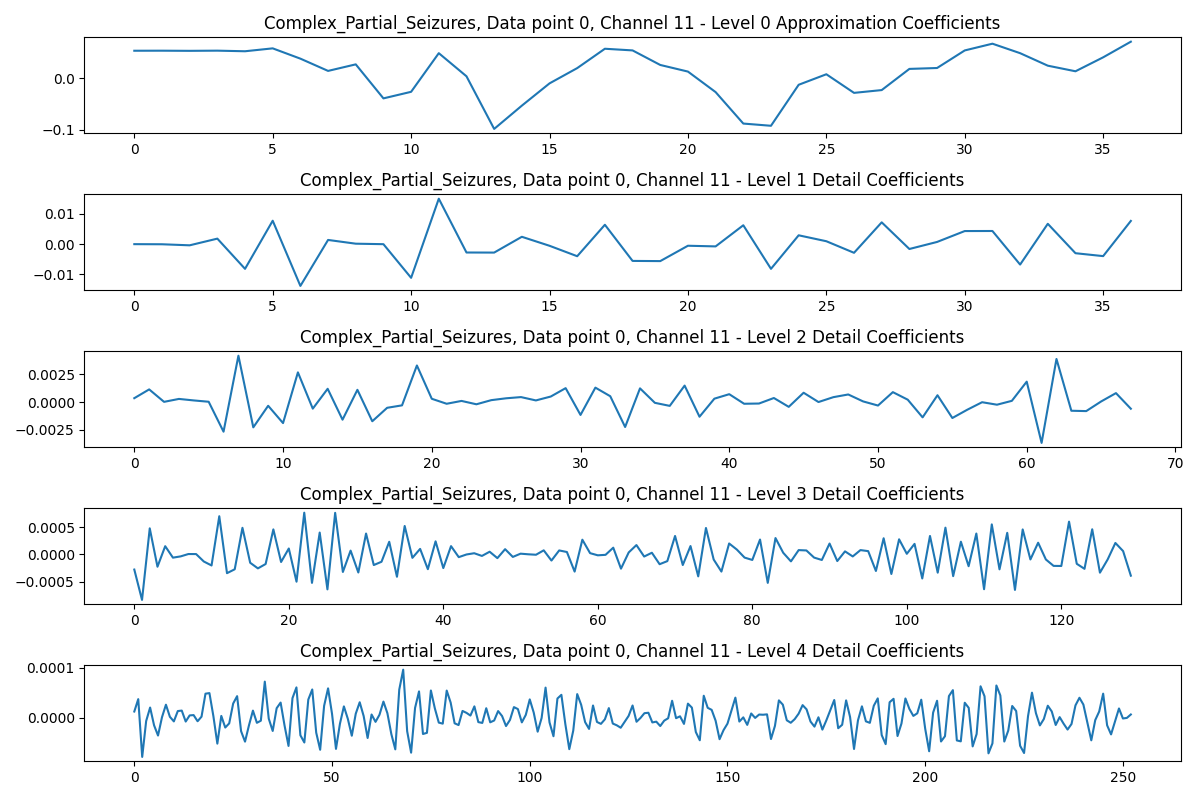 Complex_Partial_Seizures, Data point 0, Channel 11 - Level 0 Approximation Coefficients
0.0
−0.1
0 5 10 15 20 25 30 35
Complex_Partial_Seizures, Data point 0, Channel 11 - Level 1 Detail Coefficients
0.01
0.00
−0.01
0 5 10 15 20 25 30 35
Complex_Partial_Seizures, Data point 0, Channel 11 - Level 2 Detail Coefficients
0.0025
0.0000
−0.0025
0 10 20 30 40 50 60 70
Complex_Partial_Seizures, Data point 0, Channel 11 - Level 3 Detail Coefficients
0.0005
0.0000
−0.0005
0 20 40 60 80 100 120
Complex_Partial_Seizures, Data point 0, Channel 11 - Level 4 Detail Coefficients
0.0001
0.0000
0 50 100 150 200 250